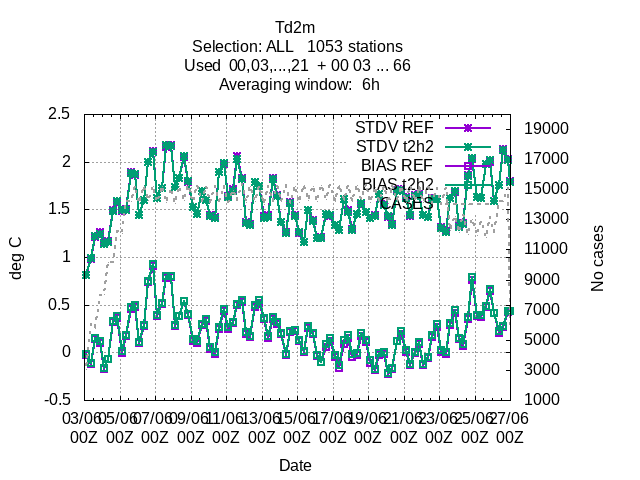 Td2m
Selection: ALL   1053 stations
Used  00,03,...,21  + 00 03 ... 66
Averaging window:  6h
2.5
2
1.5
1
0.5
0
-0.5
deg C
19000
17000
15000
13000
11000
9000
7000
5000
3000
1000
No cases
STDV REF
STDV t2h2
BIAS REF
BIAS t2h2
CASES
03/06 05/06 07/06 09/06 11/06 13/06 15/06 17/06 19/06 21/06 23/06 25/06 27/06
00Z 00Z 00Z 00Z 00Z 00Z 00Z 00Z 00Z 00Z 00Z 00Z 00Z
Date